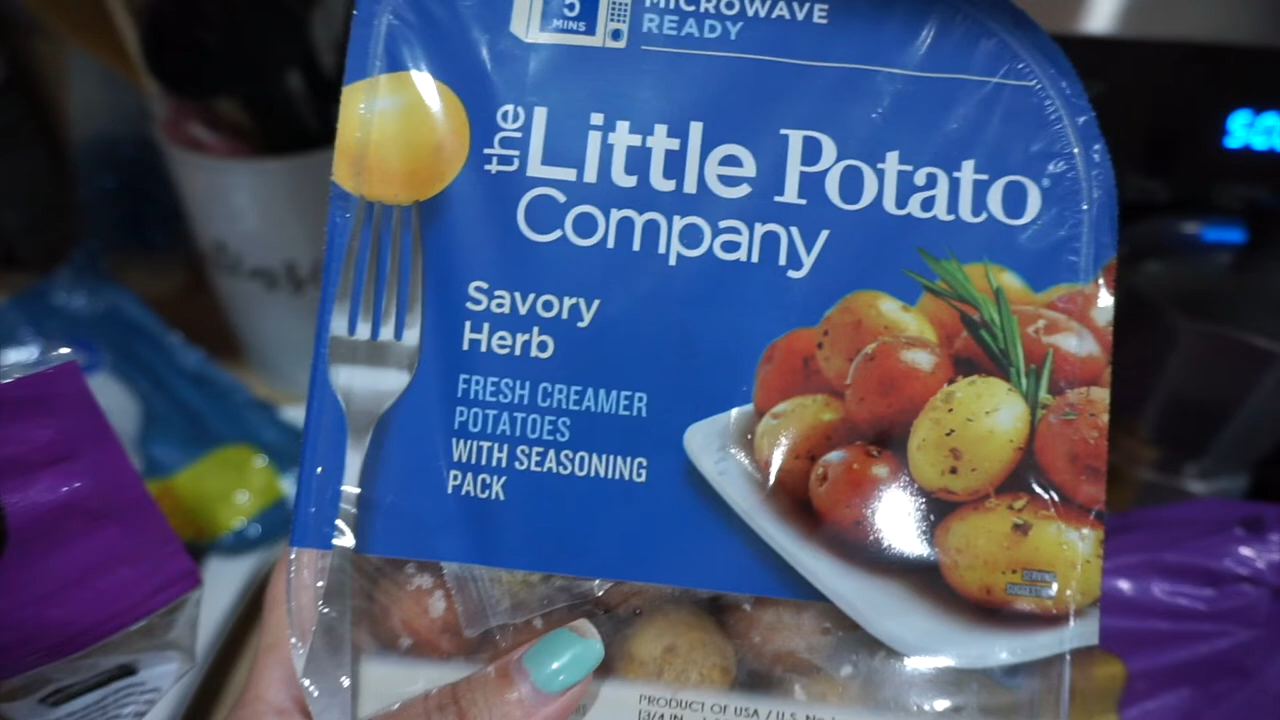 5
MINS
MICROWAVE
READY
the Little Potato
Company
Savory
Herb
FRESH CREAMER
POTATOES
WITH SEASONING
PACK
SERVING
SUGGESTION
PRODUCT OF USA / U.S. No.